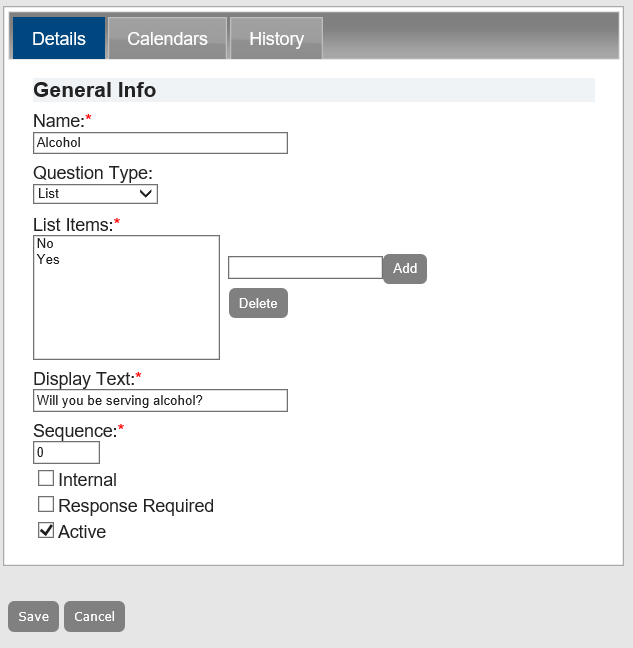 Details Calendars History
General Info
Name:*
Alcohol
Question Type:
List
List Items:*
No
Yes
Add
Delete
Display Text:*
Will you be serving alcohol?
Sequence:*
0
Internal
Response Required
Active
Save Cancel